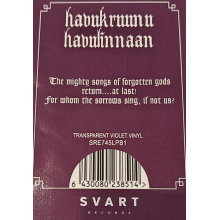 havukruunu
havulinnaan
The mighty songs of forgotten gods
return....at last!
For whom the sorrows sing, if not us?
TRANSPARENT VIOLET VINYL
SRE745LPB1
6 430080 238514 >
SVART
RECORDS